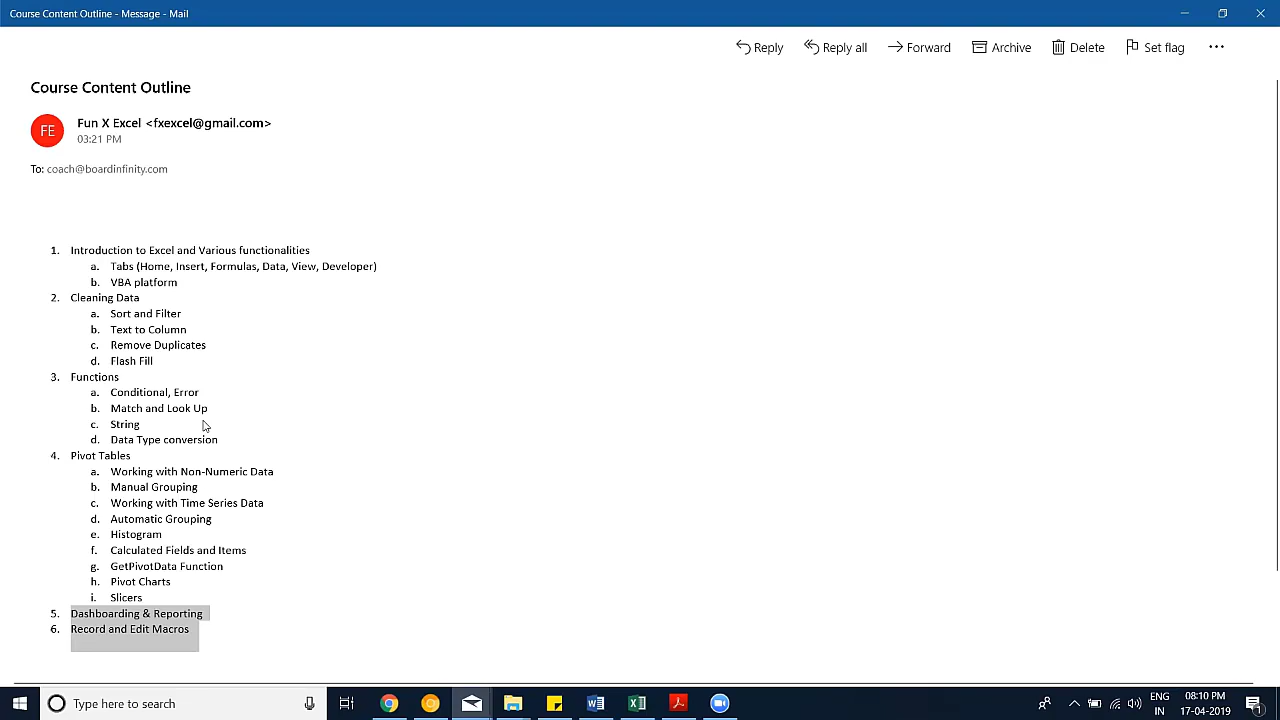 Course Content Outline - Message - Mail
Reply
Reply all
Forward
Archive
Delete
Set flag
Course Content Outline
FE
Fun X Excel <fxexcel@gmail.com>
03:21 PM
To: coach@boardinfinity.com
1. Introduction to Excel and Various functionalities
a. Tabs (Home, Insert, Formulas, Data, View, Developer)
b. VBA platform
2. Cleaning Data
a. Sort and Filter
b. Text to Column
c. Remove Duplicates
d. Flash Fill
3. Functions
a. Conditional, Error
b. Match and Look Up
c. String
d. Data Type conversion
4. Pivot Tables
a. Working with Non-Numeric Data
b. Manual Grouping
c. Working with Time Series Data
d. Automatic Grouping
e. Histogram
f. Calculated Fields and Items
g. GetPivotData Function
h. Pivot Charts
i. Slicers
5. Dashboarding & Reporting
6. Record and Edit Macros
Type here to search
ENG
IN
08:10 PM
17-04-2019